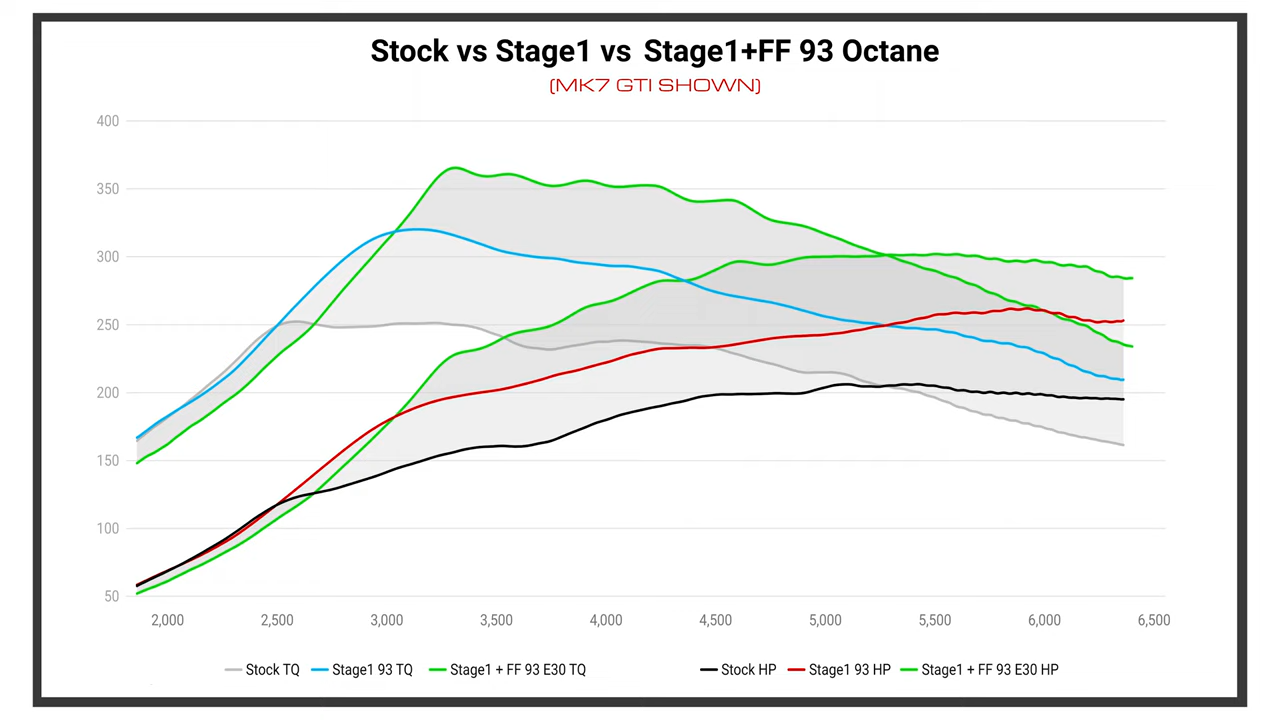 Stock vs Stage1 vs Stage1+FF 93 Octane
(MK7 GTI SHOWN)
400
350
300
250
200
150
100
50
2,000 2,500 3,000 3,500 4,000 4,500 5,000 5,500 6,000 6,500
Stock TQ Stage1 93 TQ Stage1 + FF 93 E30 TQ Stock HP Stage1 93 HP Stage1 + FF 93 E30 HP